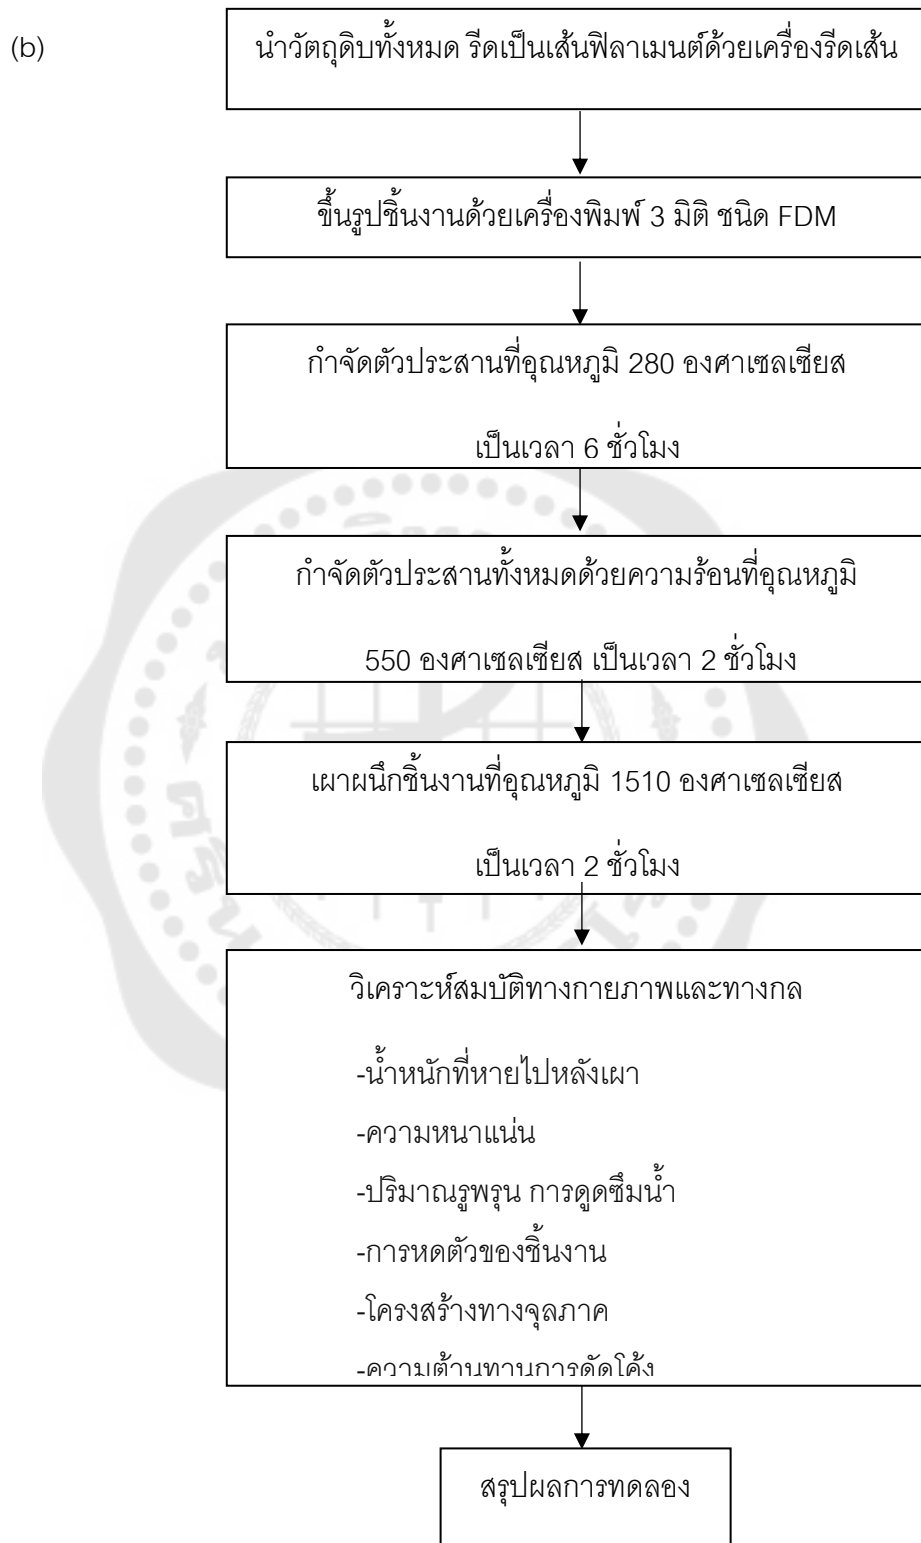 (b)
นำวัตถุดิบทั้งหมด รีดเป็นเส้นฟิลาเมนต์ด้วยเครื่องรีดเส้น
ขึ้นรูปชิ้นงานด้วยเครื่องพิมพ์ 3 มิติ ชนิด FDM
กำจัดตัวประสานที่อุณหภูมิ 280 องศาเซลเซียส
เป็นเวลา 6 ชั่วโมง
กำจัดตัวประสานทั้งหมดด้วยความร้อนที่อุณหภูมิ
550 องศาเซลเซียส เป็นเวลา 2 ชั่วโมง
เผาผนึกชิ้นงานที่อุณหภูมิ 1510 องศาเซลเซียส
เป็นเวลา 2 ชั่วโมง
วิเคราะห์สมบัติทางกายภาพและทางกล
-น้ำหนักที่หายไปหลังเผา
-ความหนาแน่น
-ปริมาณรูพรุน การดูดซึมน้ำ
-การหดตัวของชิ้นงาน
-โครงสร้างทางจุลภาค
-ความต้านทานการดัดโค้ง
สรุปผลการทดลอง